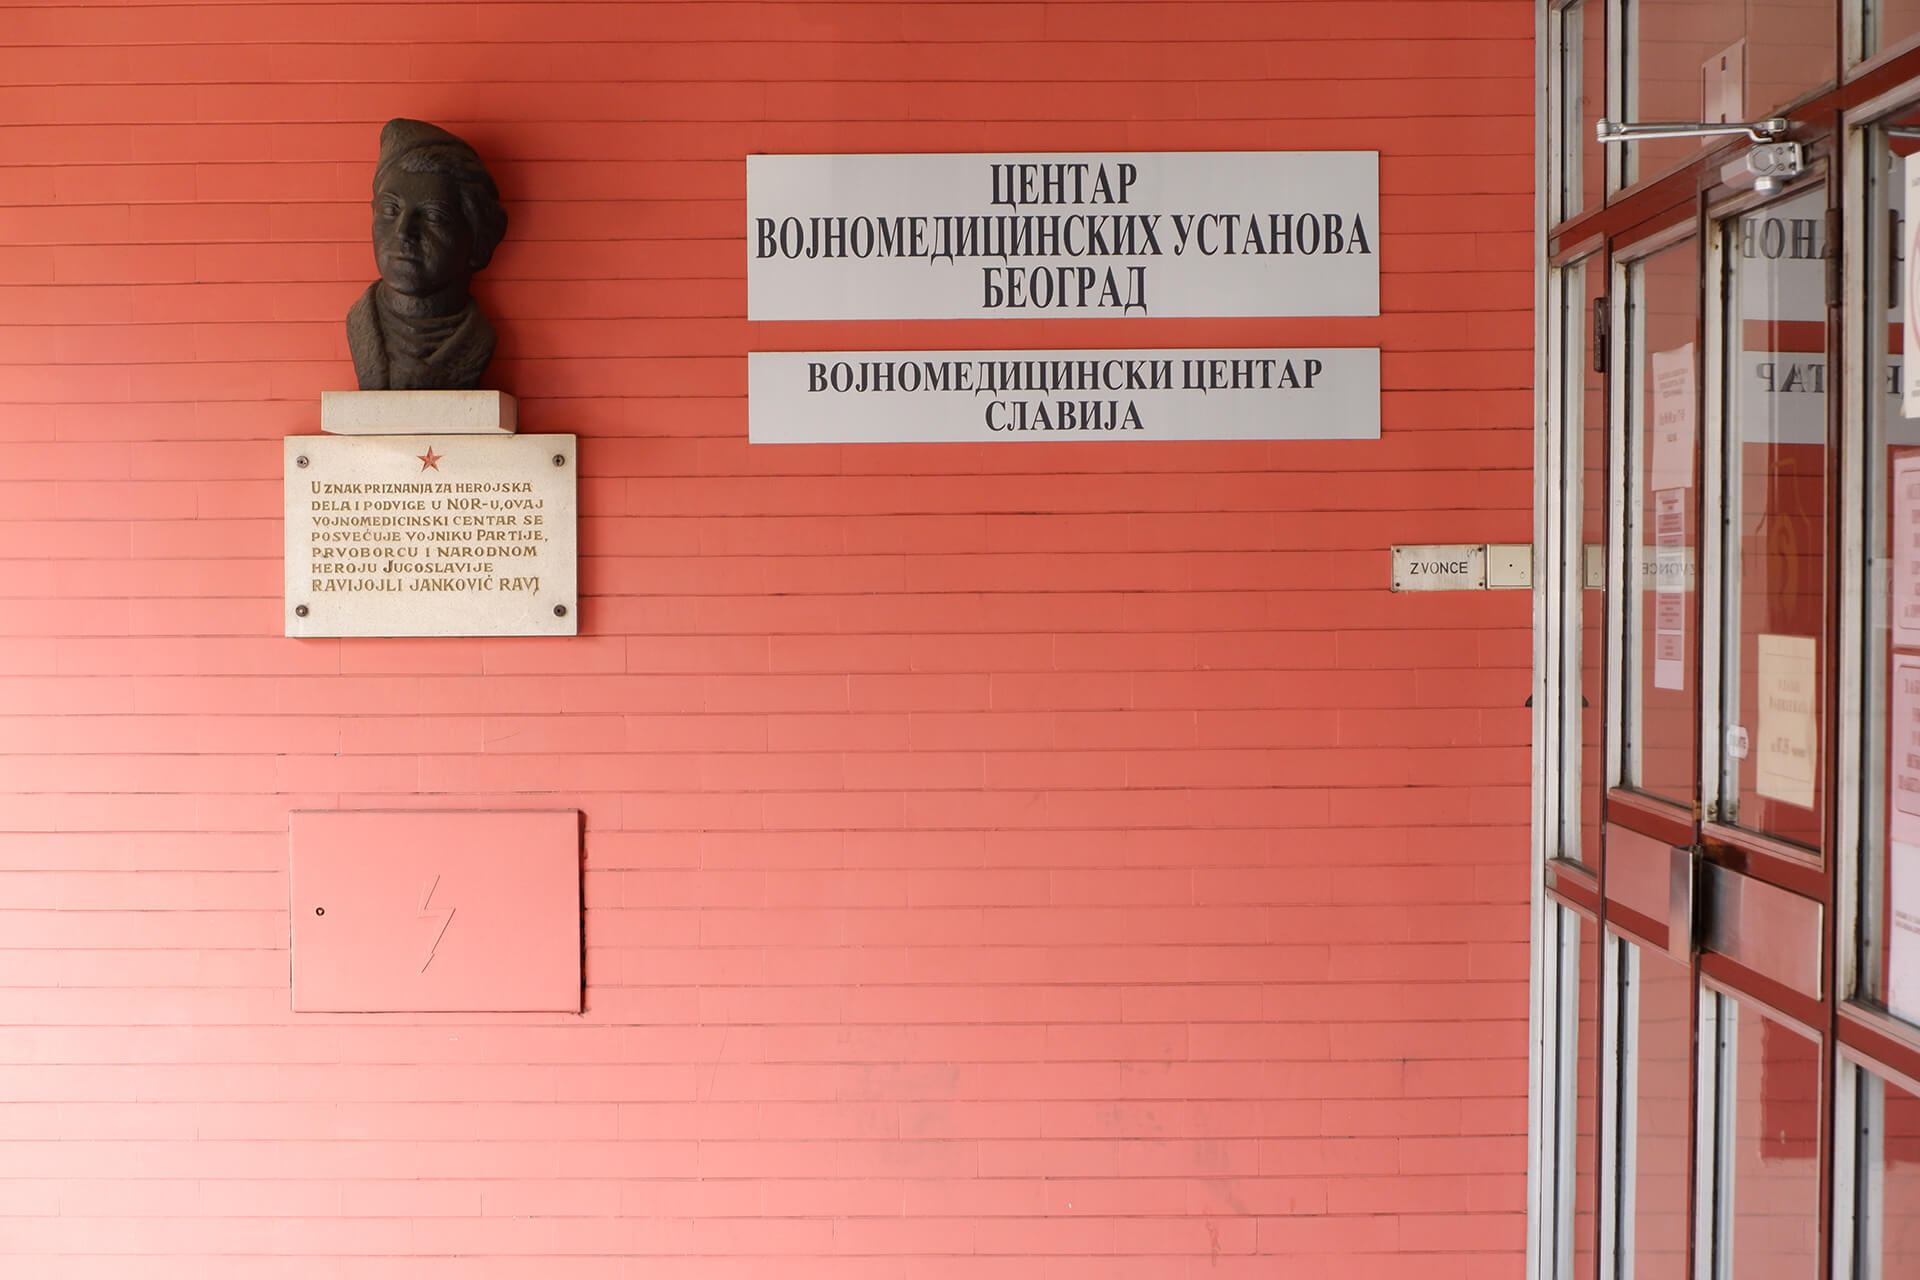 ЦЕНТАР
ВОЈНОМЕДИЦИНСКИХ УСТАНОВА
БЕОГРАД
ВОЈНОМЕДИЦИНСКИ ЦЕНТАР
СЛАВИЈА
U ZNAK PRIZNANJA ZA HEROJSKA
DELA I PODVIGE U NOR-U, OVAJ
VOJNOMEDICINSKI CENTAR SE
POSVEĆUJE VOJNIKU PARTIJE,
PRVOBORCU I NARODNOM
HEROJU JUGOSLAVIJE
RAVIJOJLI JANKOVIĆ RAVI
ZVONCE